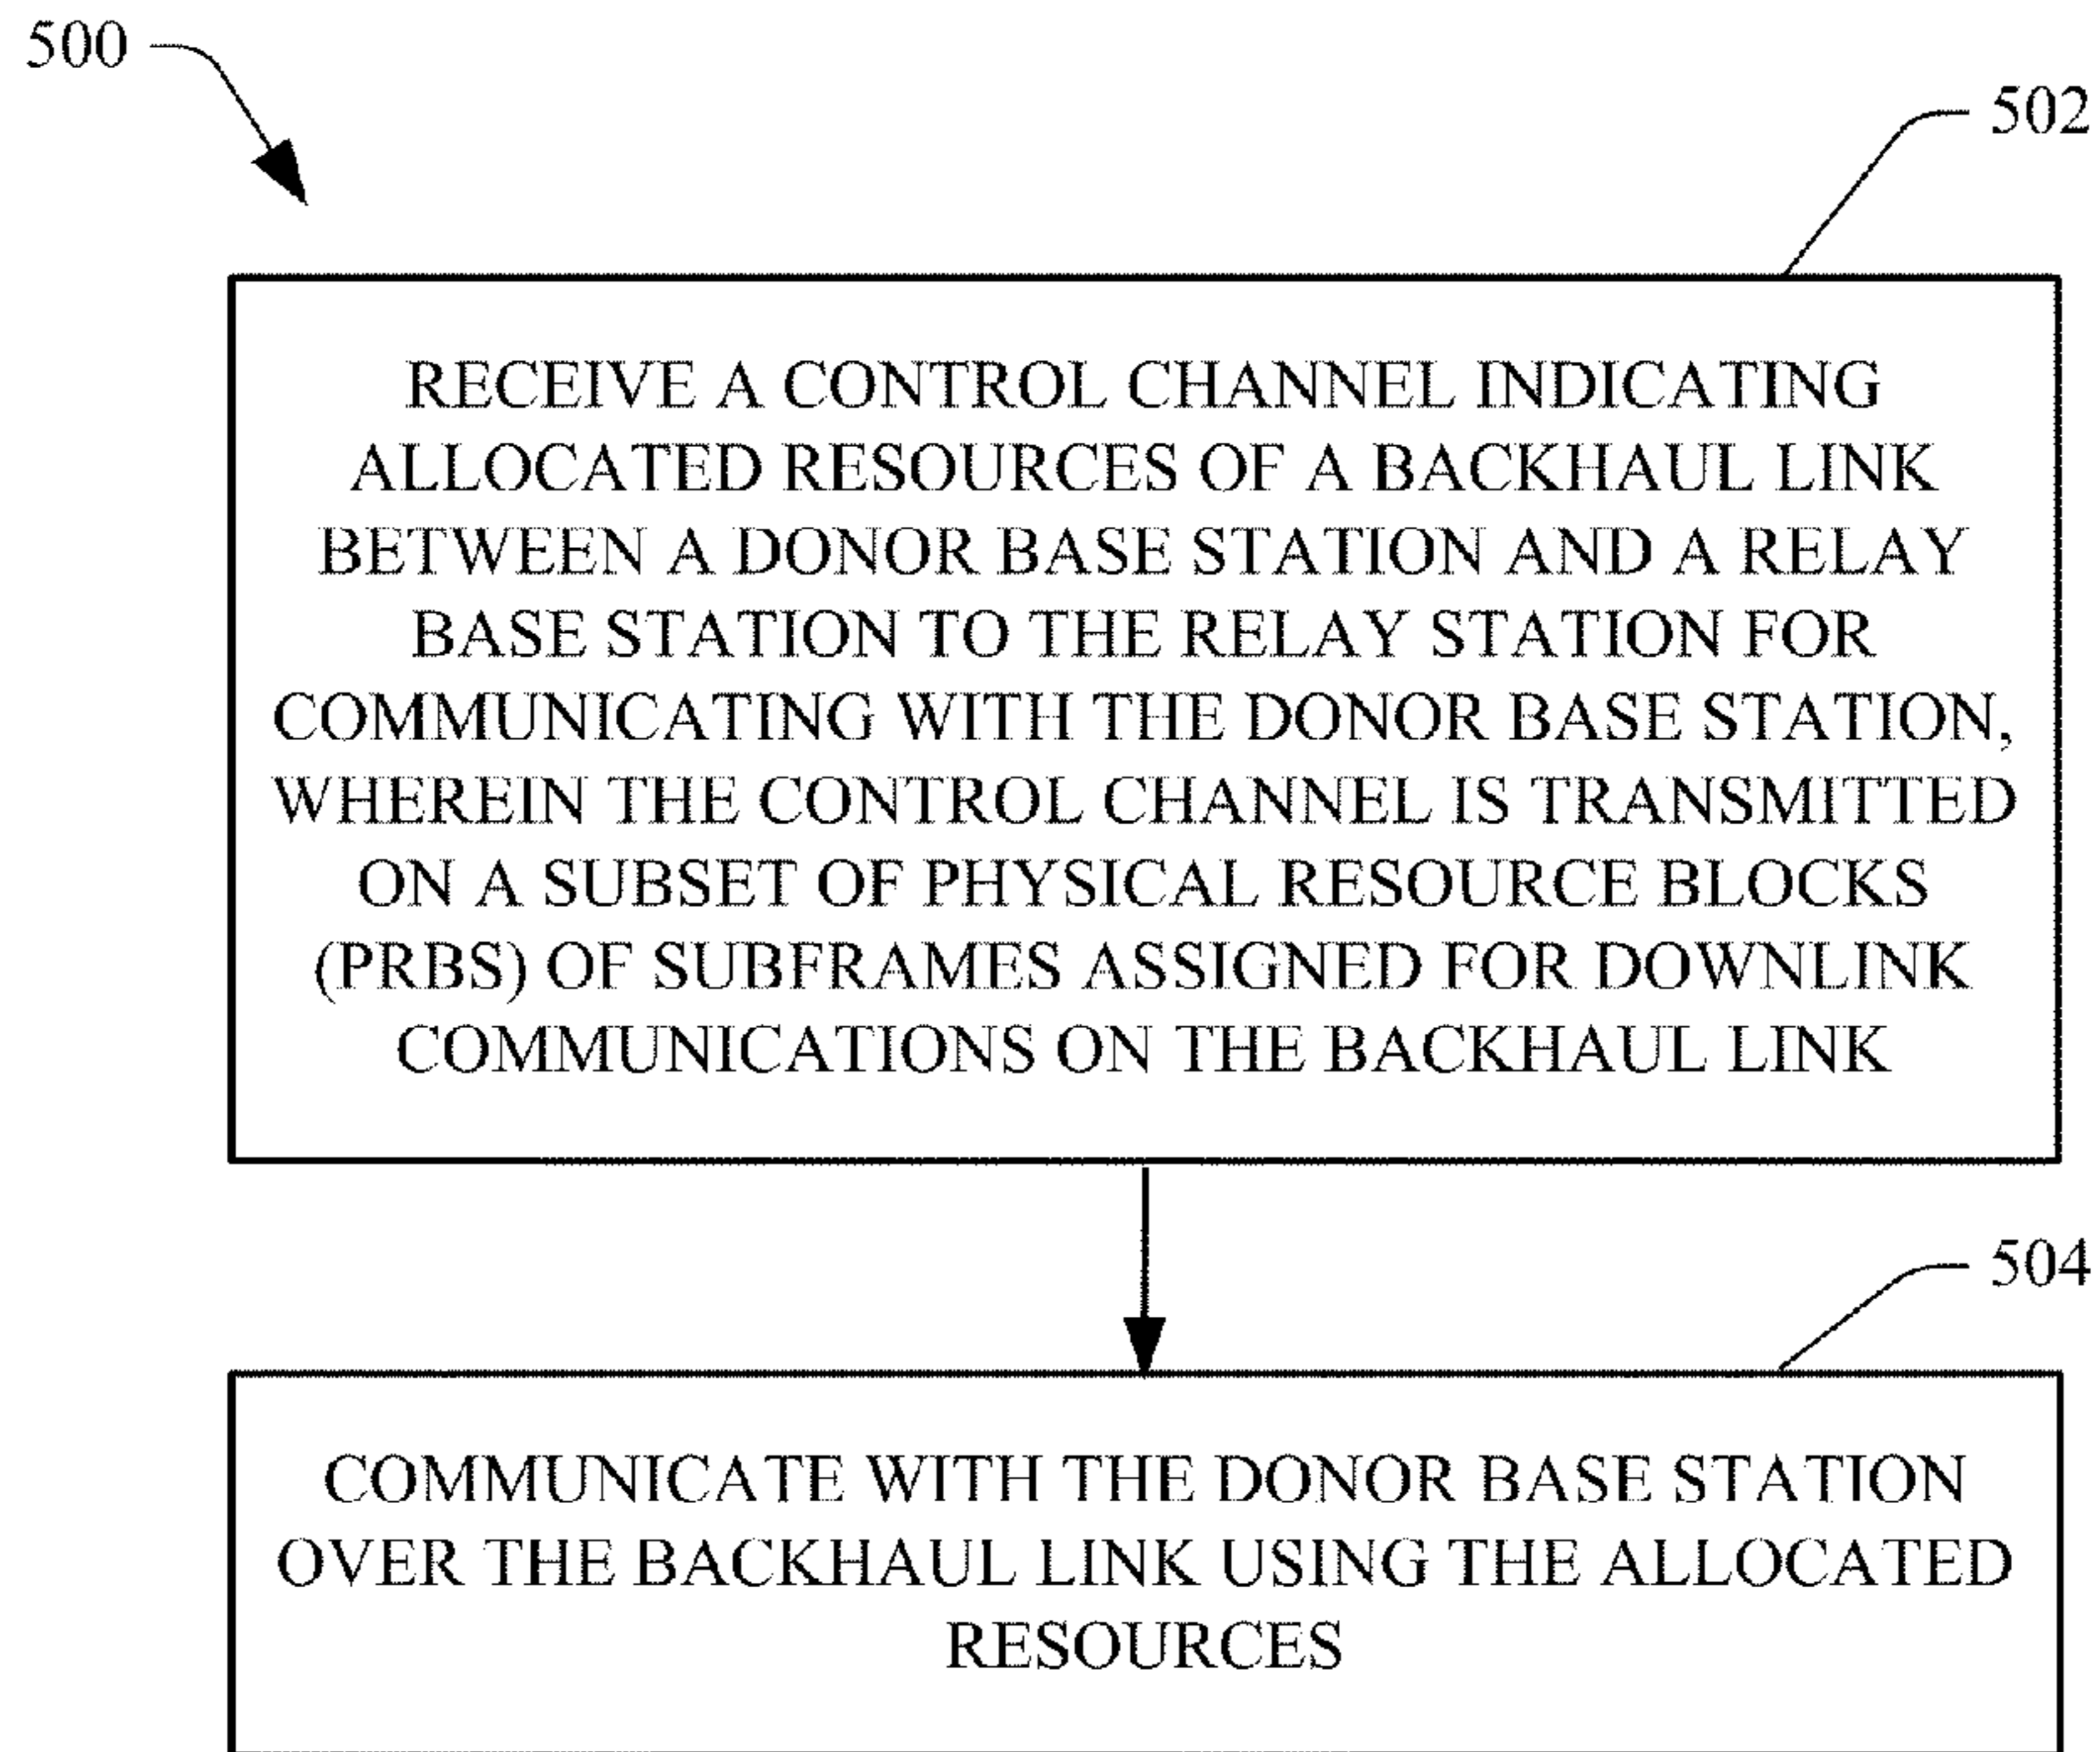 500
502
RECEIVE A CONTROL CHANNEL INDICATING
ALLOCATED RESOURCES OF A BACKHAUL LINK
BETWEEN A DONOR BASE STATION AND A RELAY
BASE STATION TO THE RELAY STATION FOR
COMMUNICATING WITH THE DONOR BASE STATION,
WHEREIN THE CONTROL CHANNEL IS TRANSMITTED
ON A SUBSET OF PHYSICAL RESOURCE BLOCKS
(PRBS) OF SUBFRAMES ASSIGNED FOR DOWNLINK
COMMUNICATIONS ON THE BACKHAUL LINK
504
COMMUNICATE WITH THE DONOR BASE STATION
OVER THE BACKHAUL LINK USING THE ALLOCATED
RESOURCES